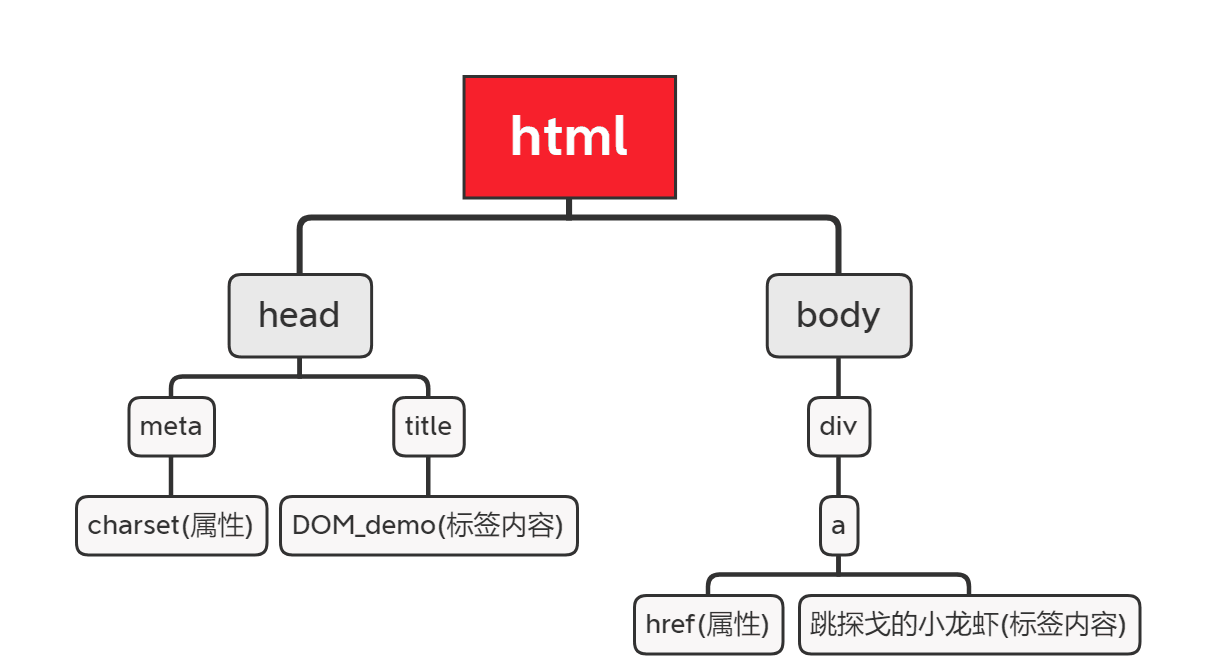 html
head
body
meta
title
div
charset(属性)
DOM_demo(标签内容)
a
href(属性)
跳探戈的小龙虾(标签内容)